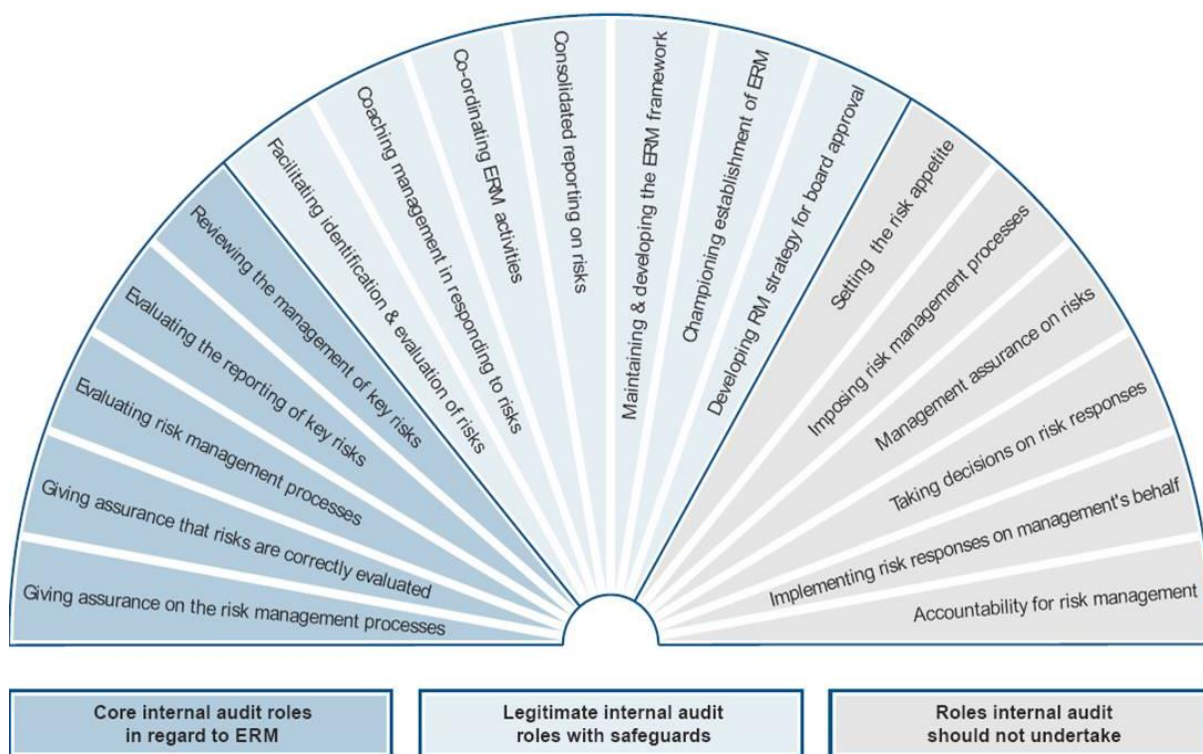 Giving assurance on the risk management processes
Giving assurance that risks are correctly evaluated
Evaluating risk management processes
Evaluating the reporting of key risks
Reviewing the management of key risks
Facilitating identification & evaluation of risks
Coaching management in responding to risks
Co-ordinating ERM activities
Consolidated reporting on risks
Maintaining & developing the ERM framework
Championing establishment of ERM
Developing RM strategy for board approval
Setting the risk appetite
Imposing risk management processes
Management assurance on risks
Taking decisions on risk responses
Implementing risk responses on management's behalf
Accountability for risk management
Core internal audit roles
in regard to ERM
Legitimate internal audit
roles with safeguards
Roles internal audit
should not undertake